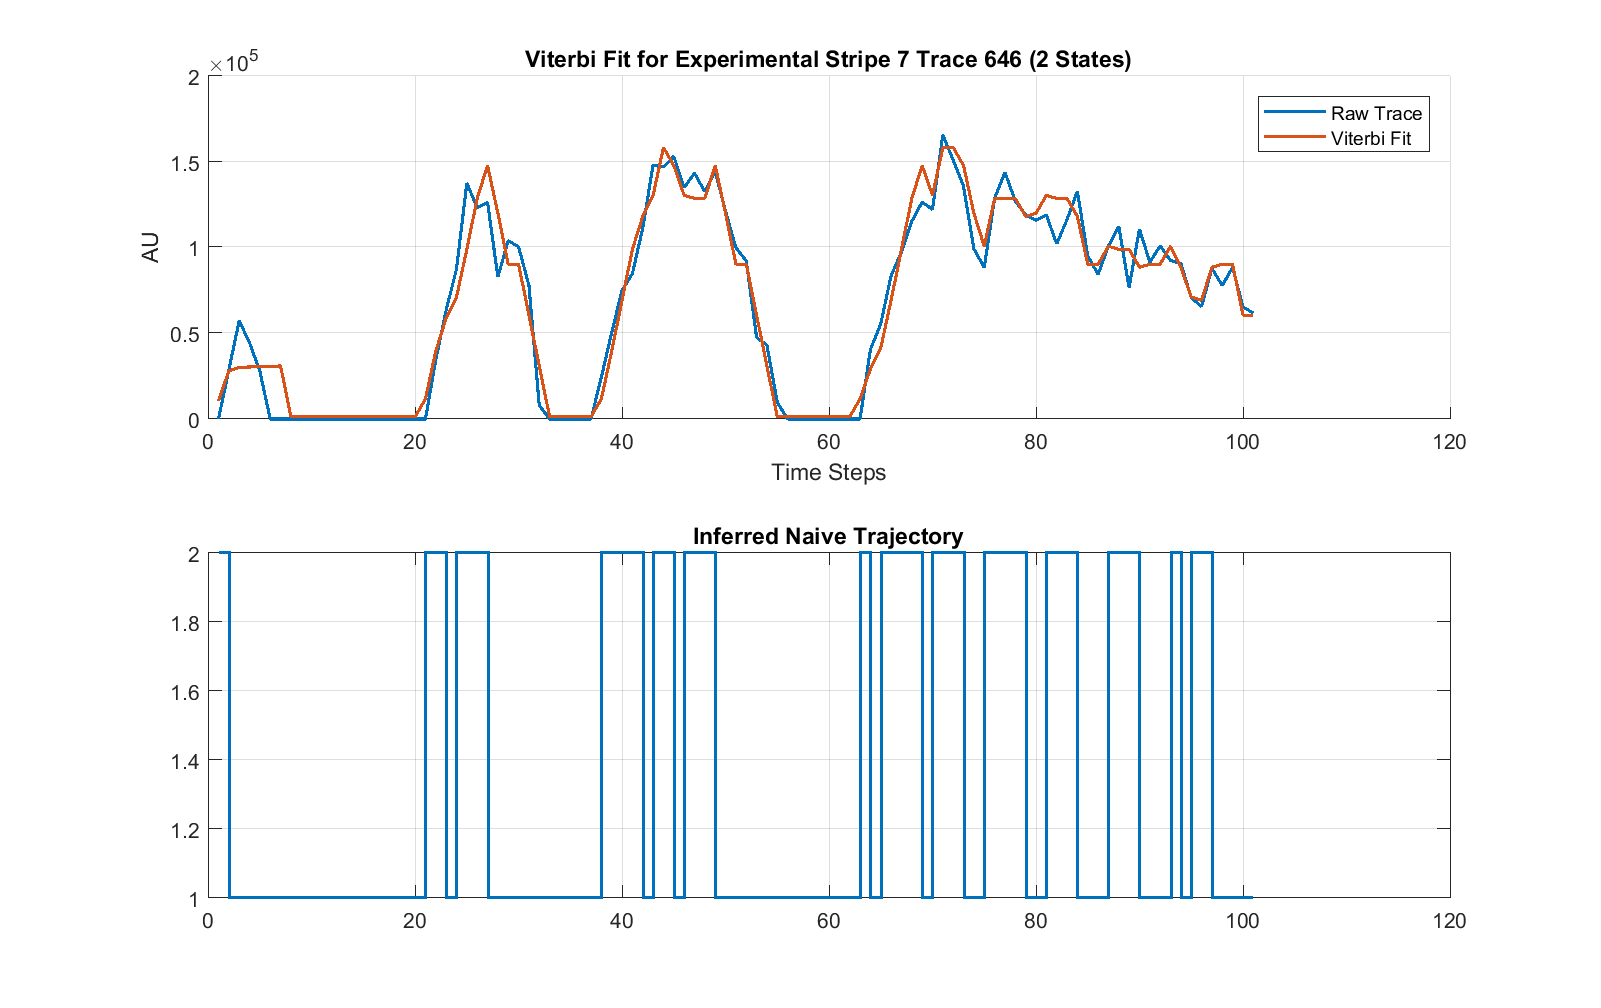 Viterbi Fit for Experimental Stripe 7 Trace 646 (2 States)
×10^5
2
1.5
1
0.5
0
AU
Raw Trace
Viterbi Fit
0 20 40 60 80 100 120
Time Steps
Inferred Naive Trajectory
2
1.8
1.6
1.4
1.2
1
0 20 40 60 80 100 120